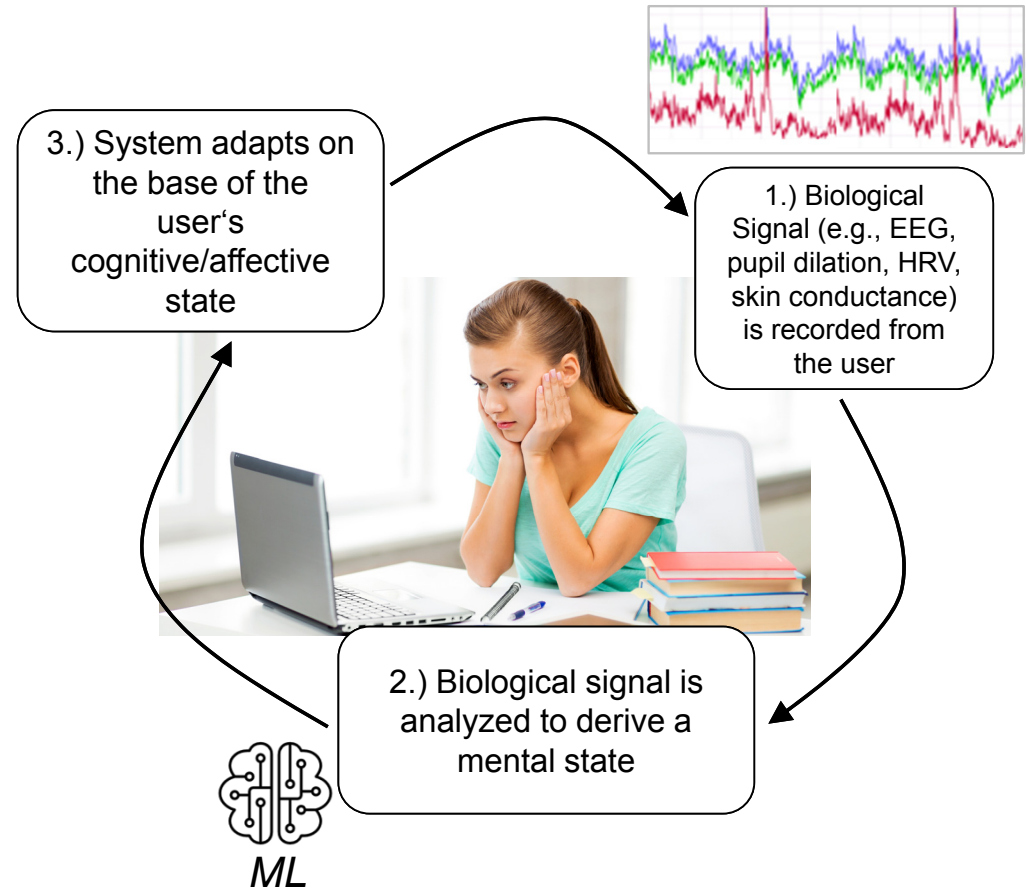 1.) Biological
Signal (e.g., EEG,
pupil dilation, HRV,
skin conductance)
is recorded from
the user
2.) Biological signal is
analyzed to derive a
mental state
ML
3.) System adapts on
the base of the
user‘s
cognitive/affective
state